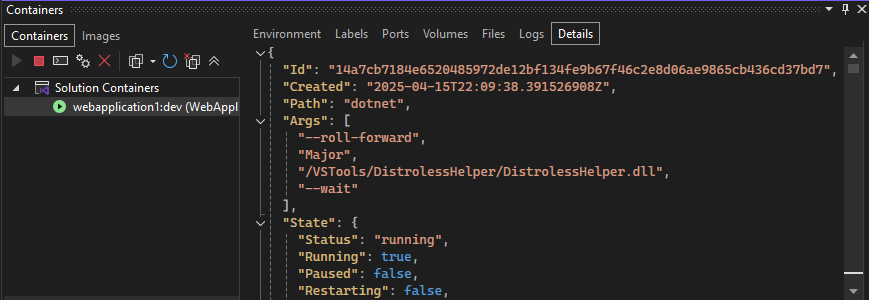 Containers
Containers Images
Environment Labels Ports Volumes Files Logs Details
Solution Containers
webapplication1:dev (WebAppl
{
"Id": "14a7cb7184e6520485972de12bf134fe9b67f46c2e8d06ae9865cb436cd37bd7",
"Created": "2025-04-15T22:09:38.391526908Z",
"Path": "dotnet",
"Args": [
"--roll-forward",
"Major",
"/VSTools/DistrolessHelper/DistrolessHelper.dll",
"--wait"
],
"State": {
"Status": "running",
"Running": true,
"Paused": false,
"Restarting": false,